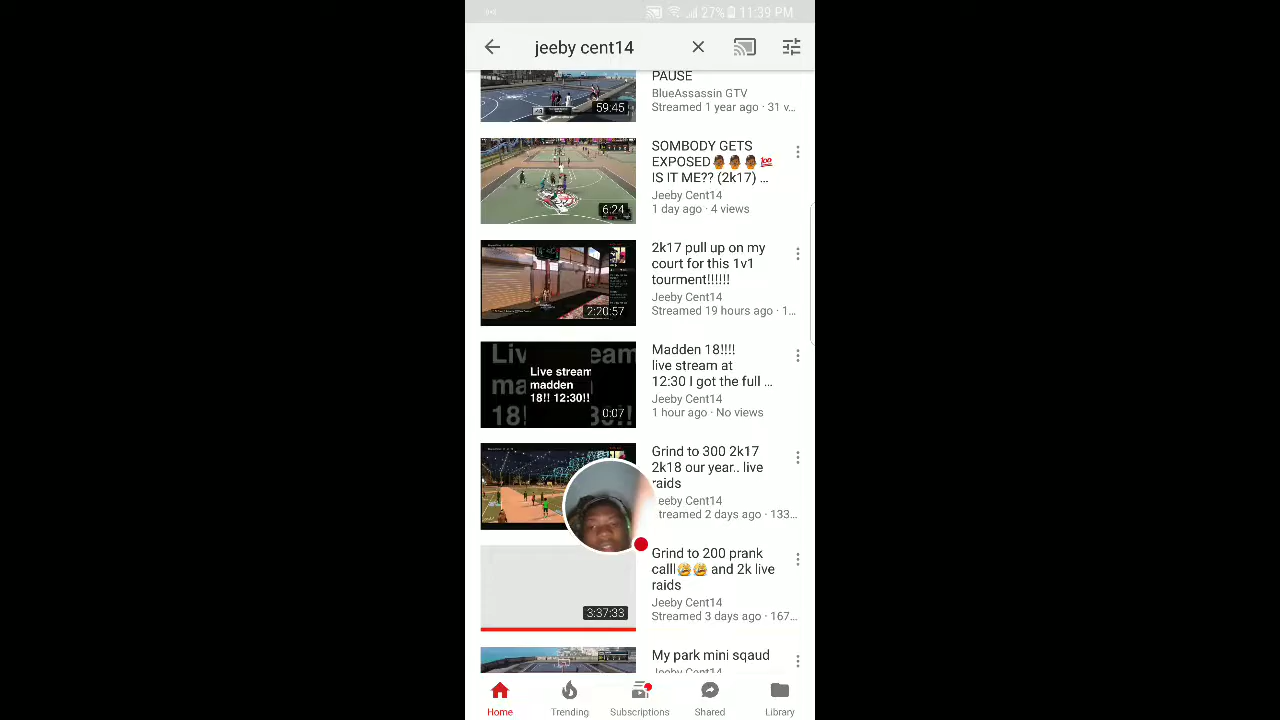 27% 11:39 PM
jeeby cent14
PAUSE
BlueAssassin GTV
Streamed 1 year ago · 31 v...
59:45
SOMBODY GETS
EXPOSED🙅🏾🙅🏾🙅🏾💯
IS IT ME?? (2k17) ...
Jeeby Cent14
1 day ago · 4 views
6:24
2k17 pull up on my
court for this 1v1
tourment!!!!!!
Jeeby Cent14
Streamed 19 hours ago · 1...
2:20:57
Live stream
madden
18!! 12:30!!
0:07
Madden 18!!!!
live stream at
12:30 I got the full ...
Jeeby Cent14
1 hour ago · No views
Grind to 300 2k17
2k18 our year.. live
raids
eeby Cent14
treamed 2 days ago · 133...
Grind to 200 prank
calll🤣🤣 and 2k live
raids
Jeeby Cent14
Streamed 3 days ago · 167...
3:37:33
My park mini sqaud
Jeeby Cent14
Home Trending Subscriptions Shared Library